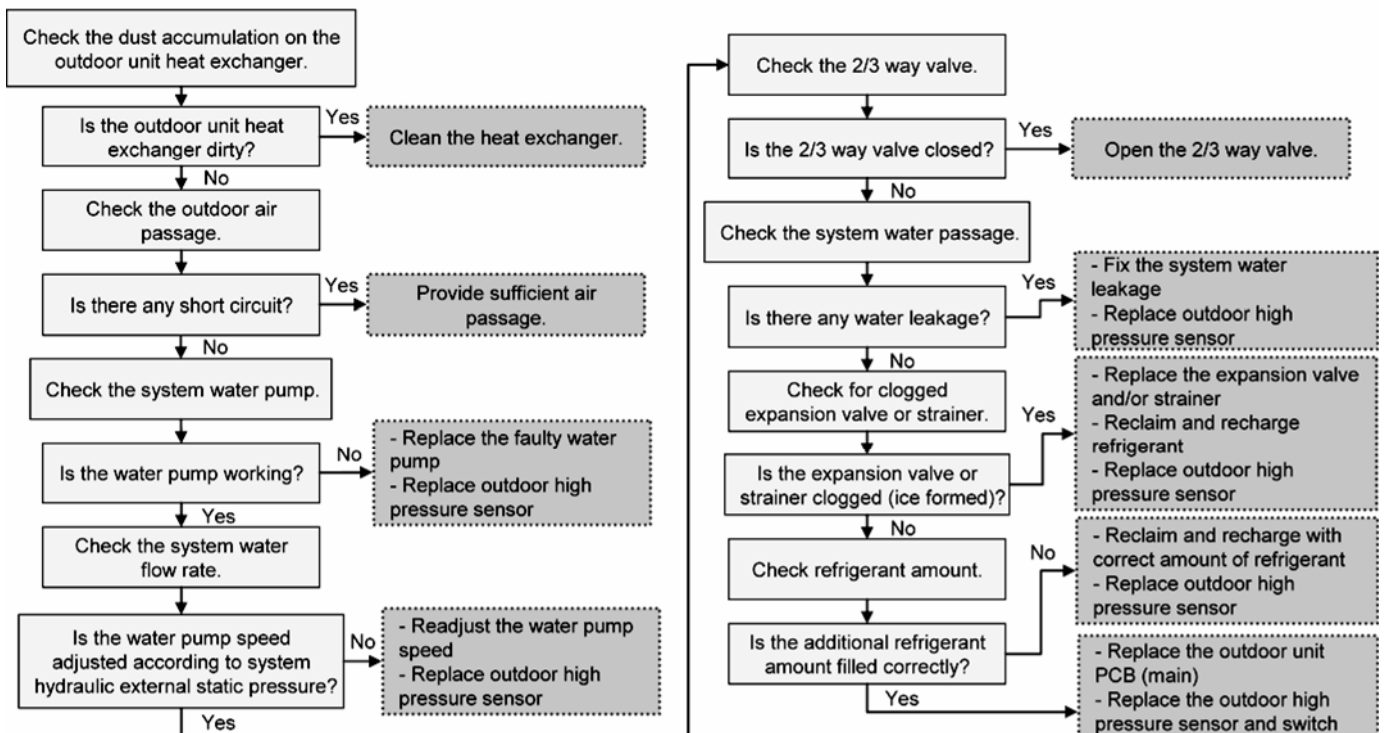 Check the dust accumulation on the
outdoor unit heat exchanger.
Is the outdoor unit heat
exchanger dirty?
Yes
Clean the heat exchanger.
No
Check the outdoor air
passage.
Is there any short circuit?
Yes
Provide sufficient air
passage.
No
Check the system water pump.
Is the water pump working?
No
- Replace the faulty water
pump
- Replace outdoor high
pressure sensor
Yes
Check the system water
flow rate.
Is the water pump speed
adjusted according to system
hydraulic external static pressure?
No
- Readjust the water pump
speed
- Replace outdoor high
pressure sensor
Yes
Check the 2/3 way valve.
Is the 2/3 way valve closed?
Yes
Open the 2/3 way valve.
No
Check the system water passage.
Is there any water leakage?
Yes
- Fix the system water
leakage
- Replace outdoor high
pressure sensor
No
Check for clogged
expansion valve or strainer.
Is the expansion valve or
strainer clogged (ice formed)?
Yes
- Replace the expansion valve
and/or strainer
- Reclaim and recharge
refrigerant
- Replace outdoor high
pressure sensor
No
Check refrigerant amount.
Is the additional refrigerant
amount filled correctly?
No
- Reclaim and recharge with
correct amount of refrigerant
- Replace outdoor high
pressure sensor
Yes
- Replace the outdoor unit
PCB (main)
- Replace the outdoor high
pressure sensor and switch